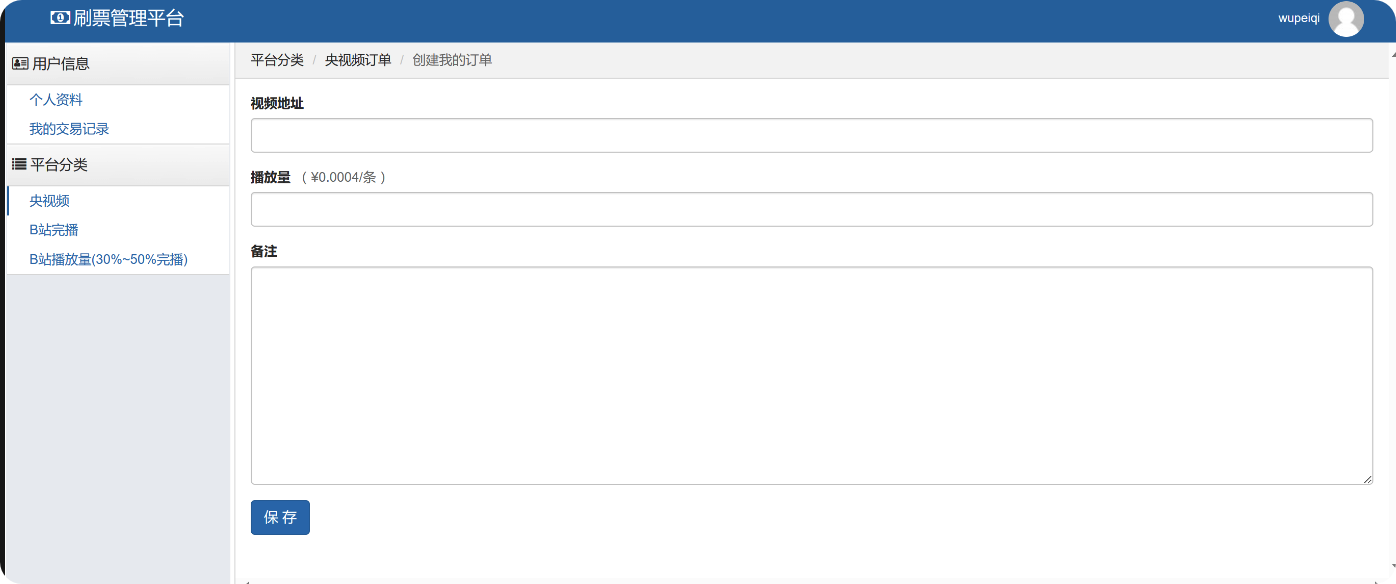 刷票管理平台
wupeiqi
用户信息
个人资料
我的交易记录
平台分类
央视频
B站完播
B站播放量(30%~50%完播)
平台分类 / 央视频订单 / 创建我的订单
视频地址
播放量 （ ¥0.0004/条 ）
备注
保 存